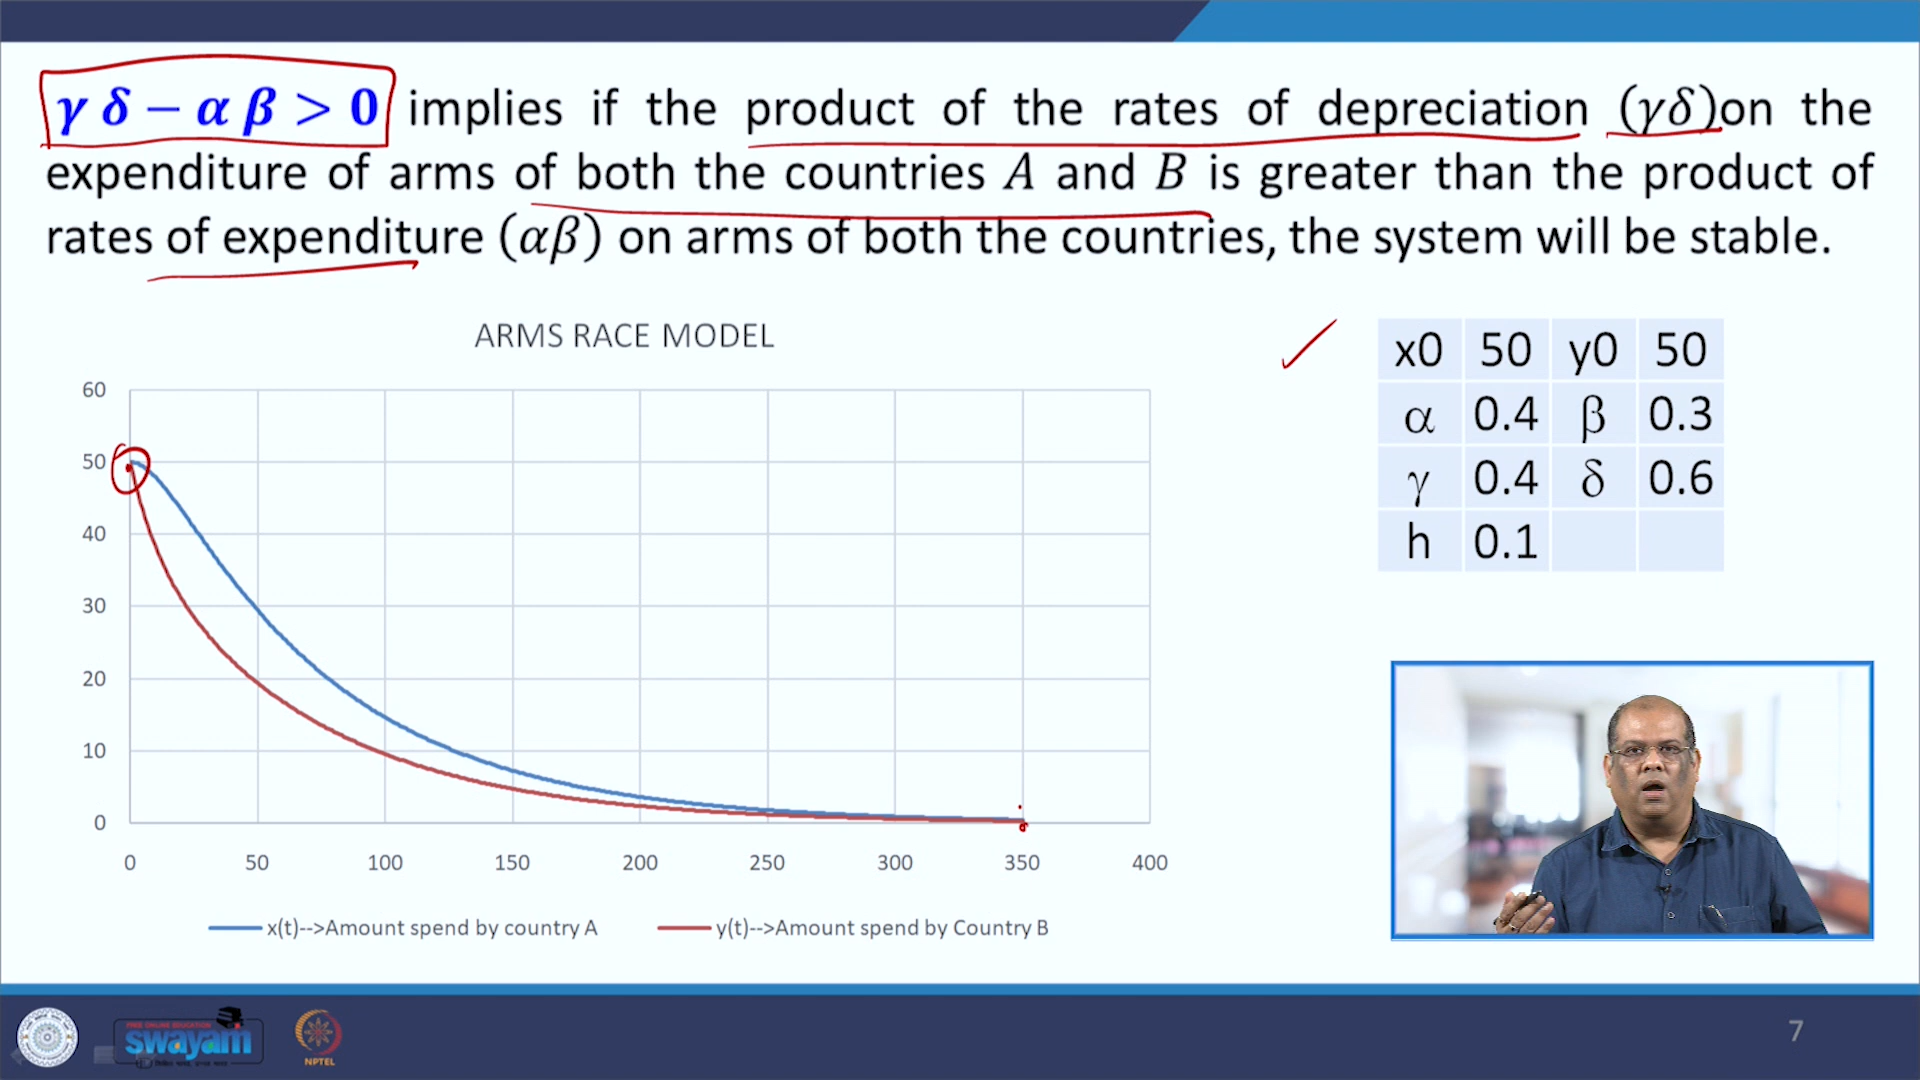 γ δ − α β > 0 implies if the product of the rates of depreciation (γδ)on the
expenditure of arms of both the countries A and B is greater than the product of
rates of expenditure (αβ) on arms of both the countries, the system will be stable.
ARMS RACE MODEL
60
50
40
30
20
10
0
0 50 100 150 200 250 300 350 400
x(t)-->Amount spend by country A y(t)-->Amount spend by Country B
x0 50 y0 50
α 0.4 β 0.3
γ 0.4 δ 0.6
h 0.1
FREE ONLINE EDUCATION
swayam
NPTEL
7